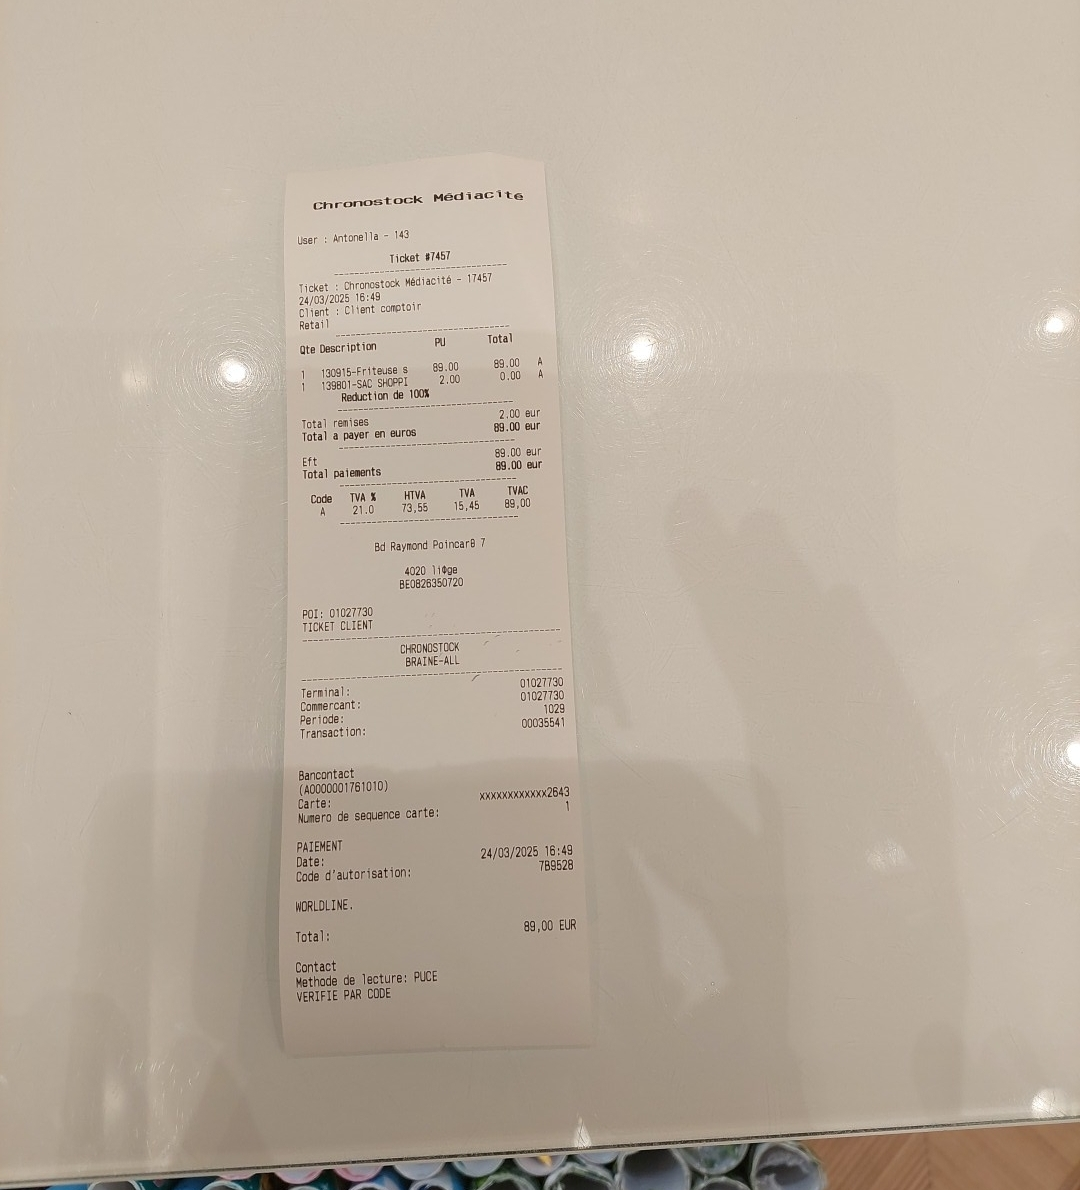 Chronostock Médiacité
User : Antonella - 143
Ticket #7457
Ticket : Chronostock Médiacité - 17457
24/03/2025 16:49
Client : Client comptoir
Retail
Qte Description PU Total
1 130915-Friteuse s 89.00 89.00 A
1 139801-SAC SHOPPI 2.00 0.00 A
Reduction de 100%
Total remises 2.00 eur
Total a payer en euros 89.00 eur
Eft 89.00 eur
Total paiements 89.00 eur
Code TVA % HTVA TVA TVAC
A 21.0 73,55 15,45 89,00
Bd Raymond Poincar8 7
4020 liΦge
BE0826350720
POI: 01027730
TICKET CLIENT
CHRONOSTOCK
BRAINE-ALL
Terminal: 01027730
Commercant: 01027730
Periode: 1029
Transaction: 00035541
Bancontact
(A0000001761010)
Carte: xxxxxxxxxxxx2643
Numero de sequence carte: 1
PAIEMENT
Date: 24/03/2025 16:49
Code d'autorisation: 7B9528
WORLDLINE.
Total: 89,00 EUR
Contact
Methode de lecture: PUCE
VERIFIE PAR CODE